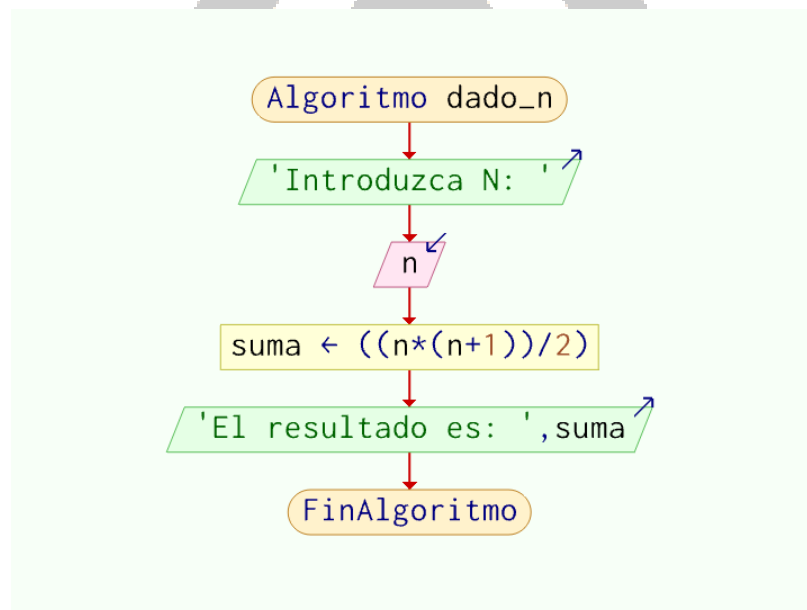 Algoritmo dado_n
'Introduzca N: '
n
suma ← ((n*(n+1))/2)
'El resultado es: ',suma
FinAlgoritmo